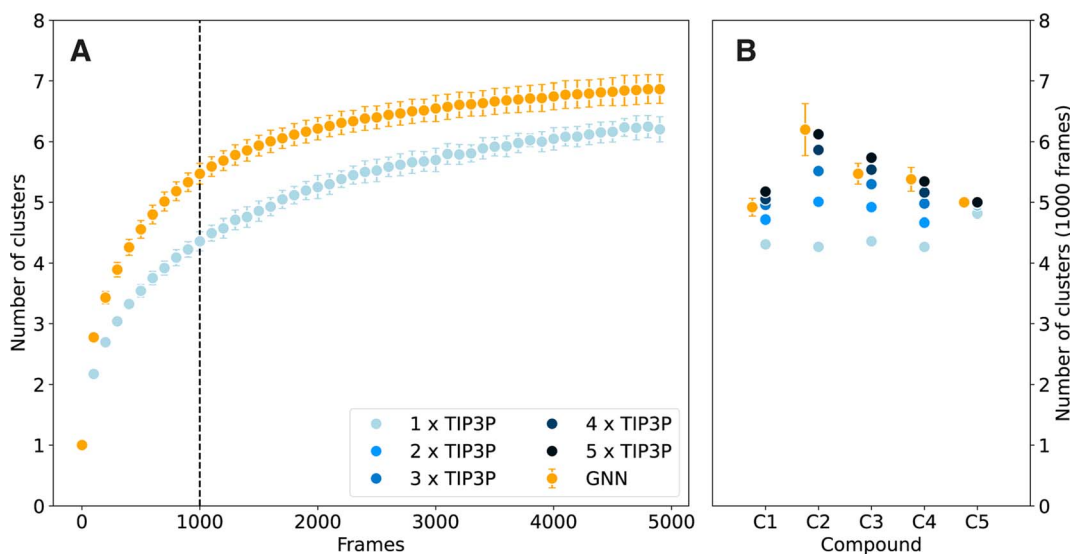 A
Number of clusters
8
7
6
5
4
3
2
1
0
0 1000 2000 3000 4000 5000
Frames
1 x TIP3P
2 x TIP3P
3 x TIP3P
4 x TIP3P
5 x TIP3P
GNN
B
C1 C2 C3 C4 C5
Compound
8
7
6
5
4
3
2
1
0
Number of clusters (1000 frames)